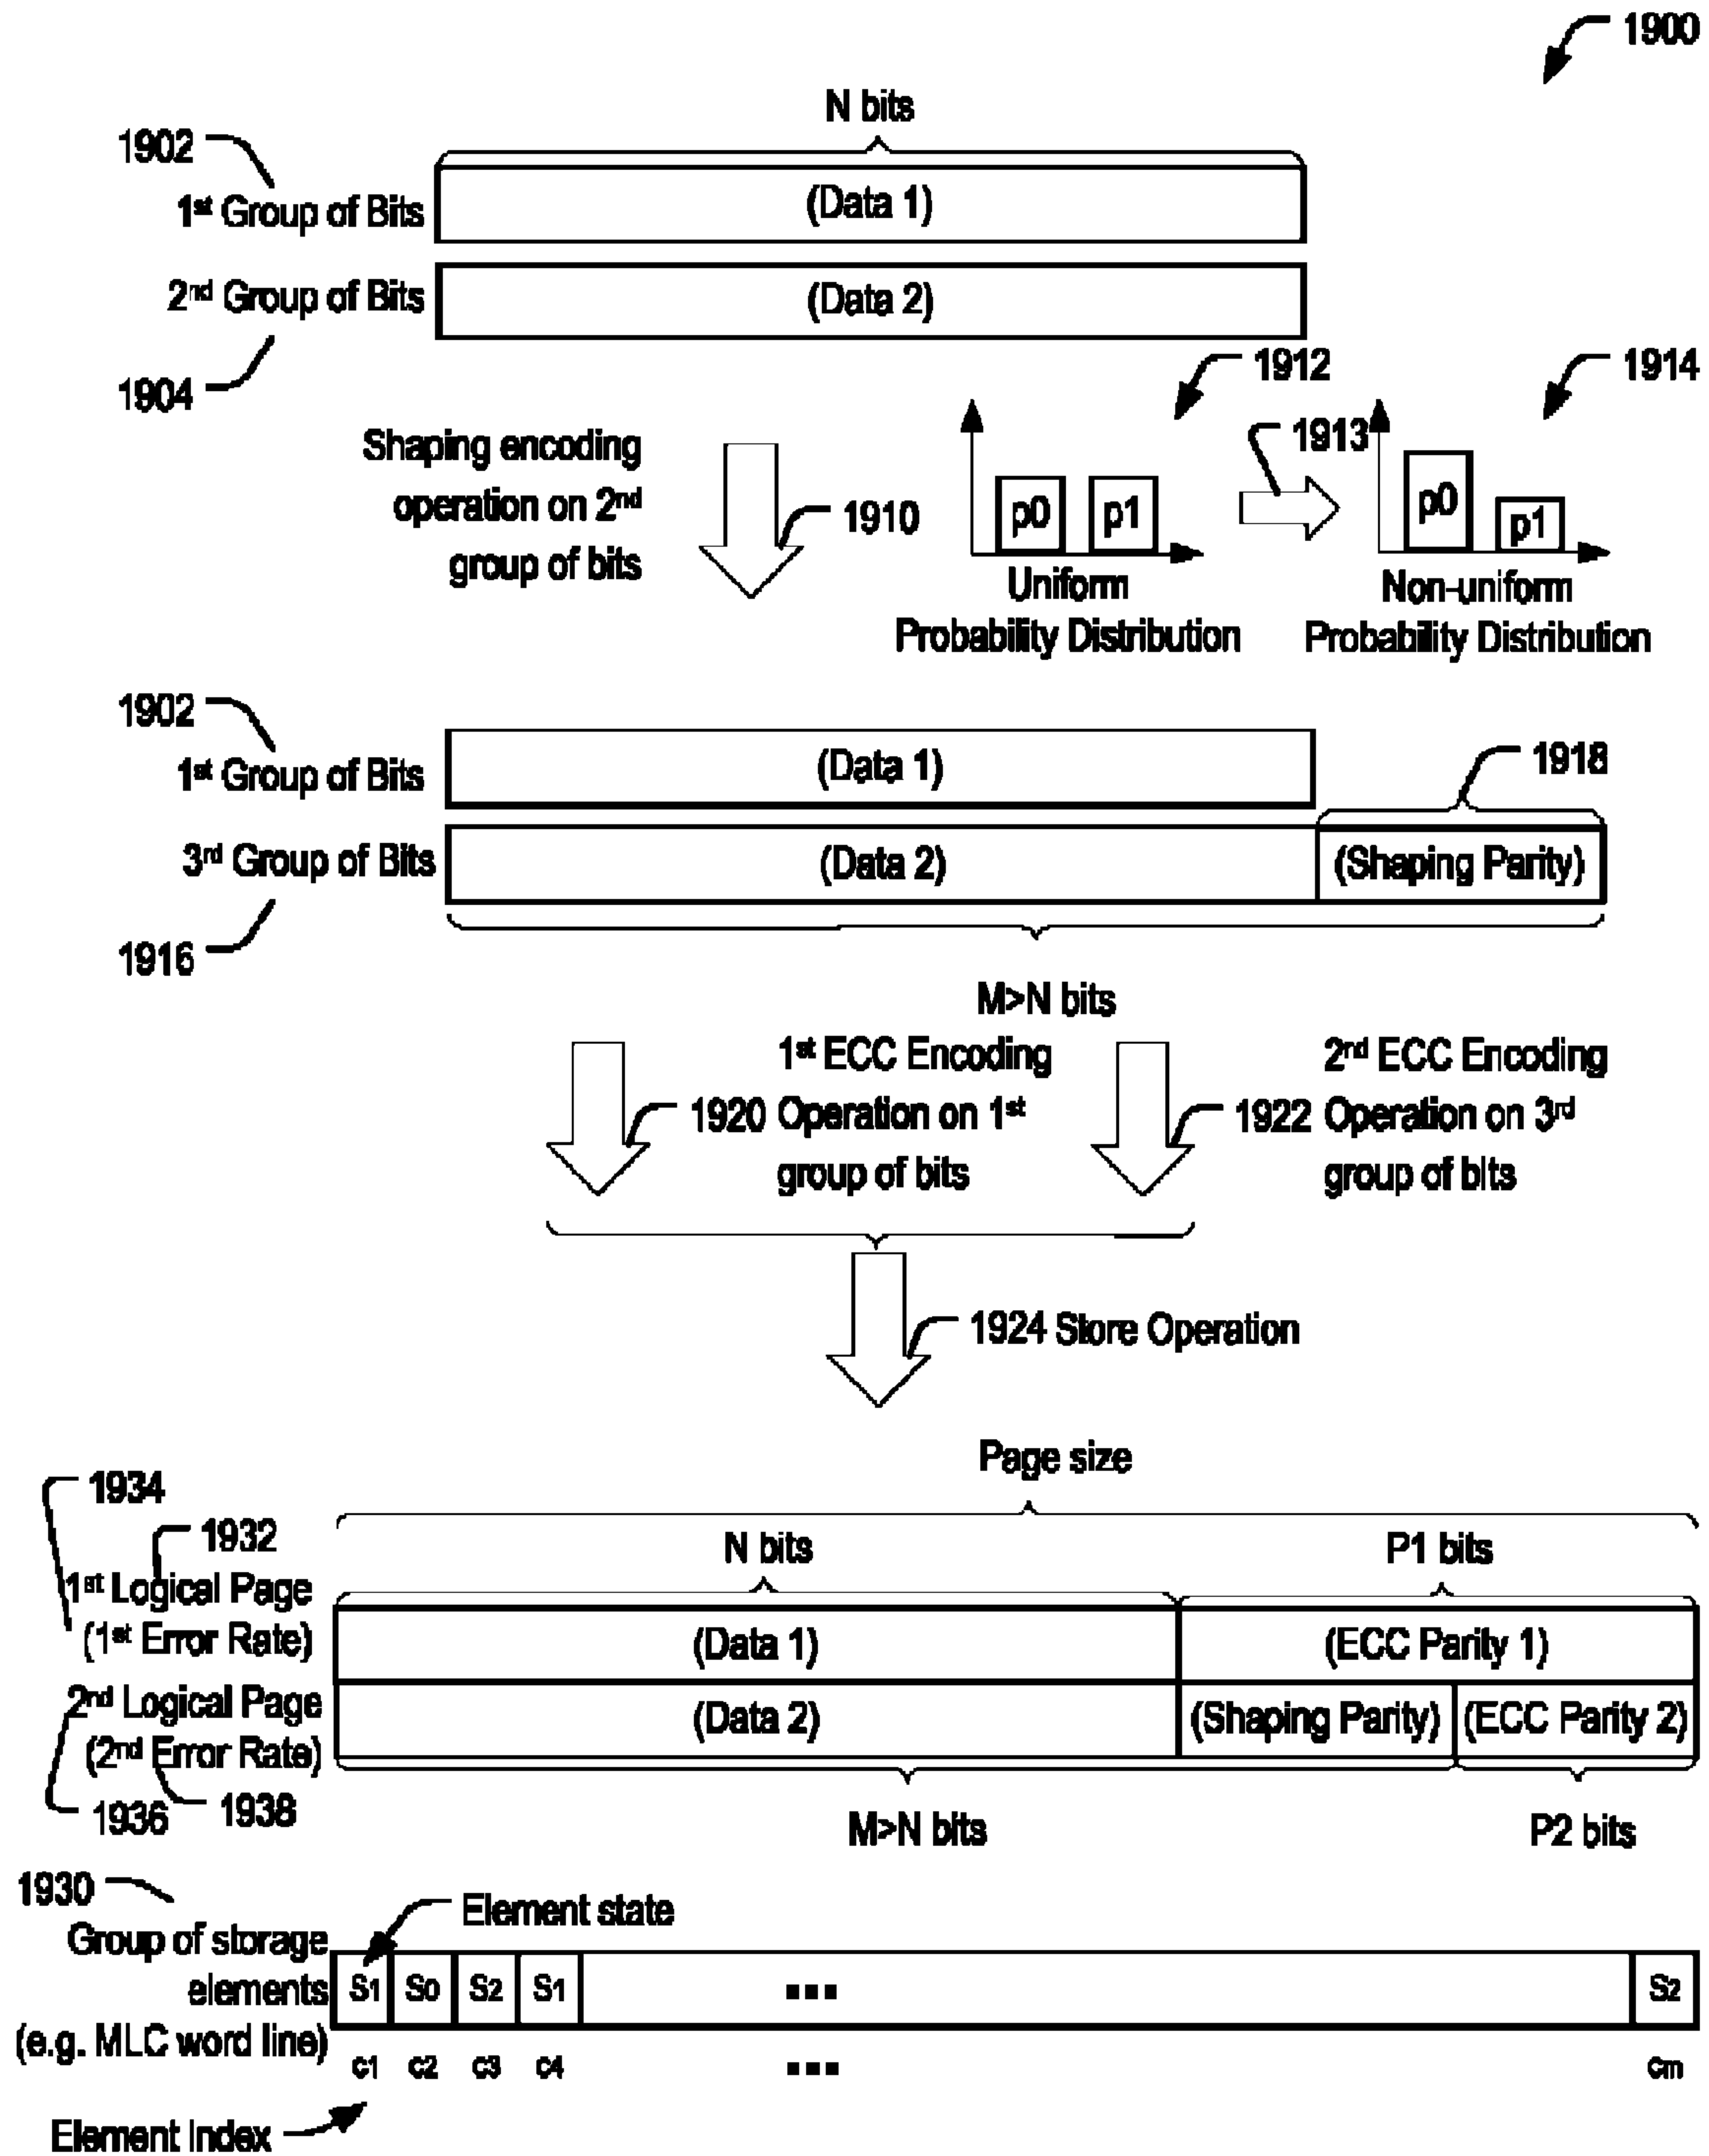 1900
N bits
1902
1st Group of Bits
(Data 1)
2nd Group of Bits
(Data 2)
1904
1912
1914
Shaping encoding
operation on 2nd
group of bits
1910
1913
p0 p1
p0 p1
Uniform
Probability Distribution
Non-uniform
Probability Distribution
1902
1st Group of Bits
(Data 1)
1918
3rd Group of Bits
(Data 2)
(Shaping Parity)
1916
M>N bits
1st ECC Encoding
1920 Operation on 1st
group of bits
2nd ECC Encoding
1922 Operation on 3rd
group of bits
1924 Store Operation
Page size
1934
1932
N bits
P1 bits
1st Logical Page
(1st Error Rate)
(Data 1)
(ECC Parity 1)
2nd Logical Page
(2nd Error Rate)
(Data 2)
(Shaping Parity)
(ECC Parity 2)
1936
1938
M>N bits
P2 bits
1930
Element state
Group of storage
elements
(e.g. MLC word line)
S1 S0 S2 S1 ... S2
c1 c2 c3 c4 ... cm
Element Index